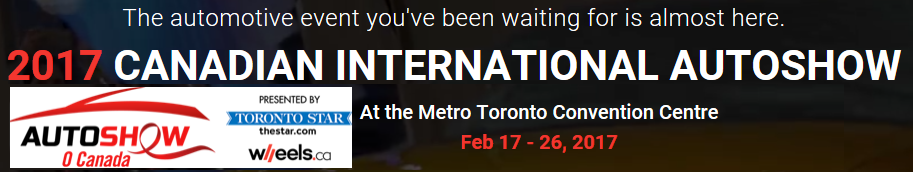 The automotive event you've been waiting for is almost here.
2017 CANADIAN INTERNATIONAL AUTOSHOW
AUTOSHOW
O Canada
PRESENTED BY
TORONTO STAR
thestar.com
wheels.ca
At the Metro Toronto Convention Centre
Feb 17 - 26, 2017